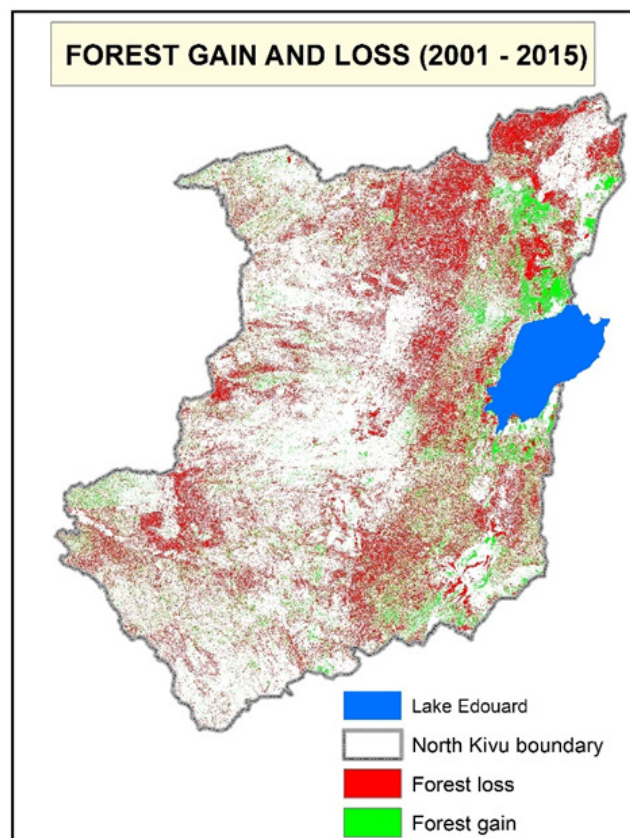 FOREST GAIN AND LOSS (2001 - 2015)
Lake Edouard
North Kivu boundary
Forest loss
Forest gain